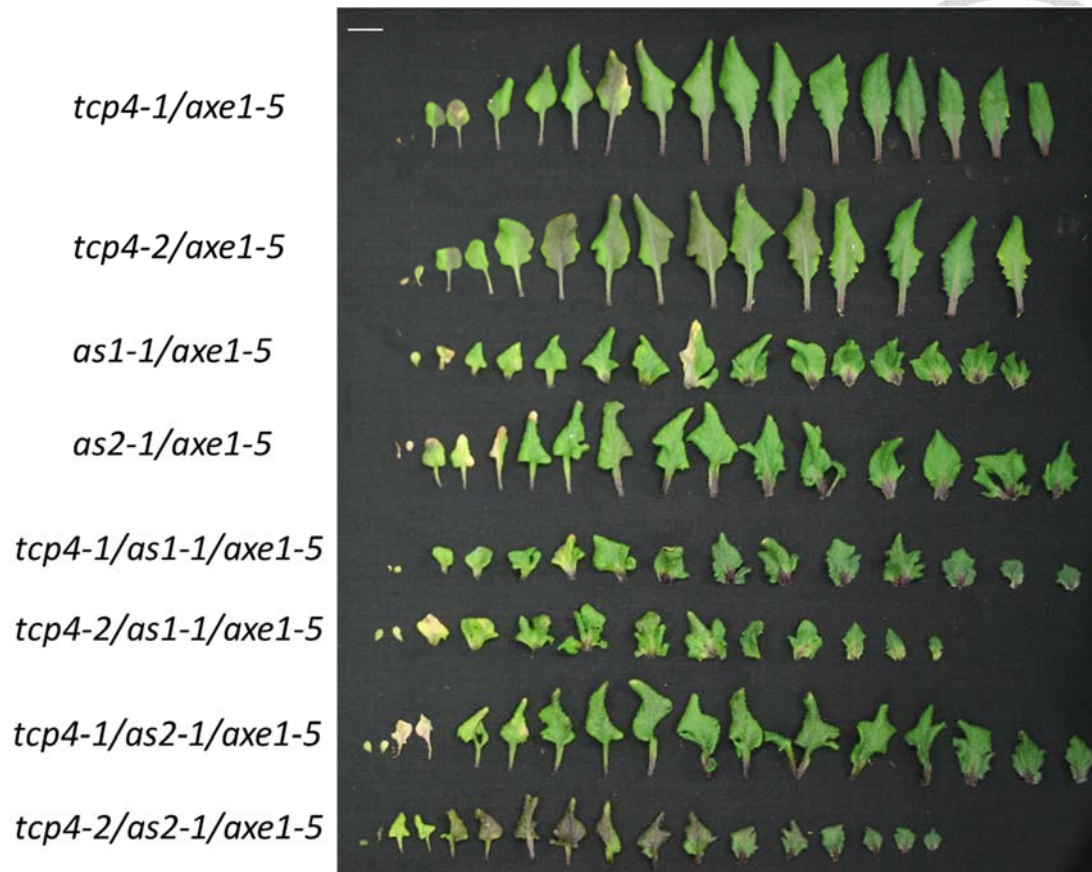 tcp4-1/axe1-5
tcp4-2/axe1-5
as1-1/axe1-5
as2-1/axe1-5
tcp4-1/as1-1/axe1-5
tcp4-2/as1-1/axe1-5
tcp4-1/as2-1/axe1-5
tcp4-2/as2-1/axe1-5